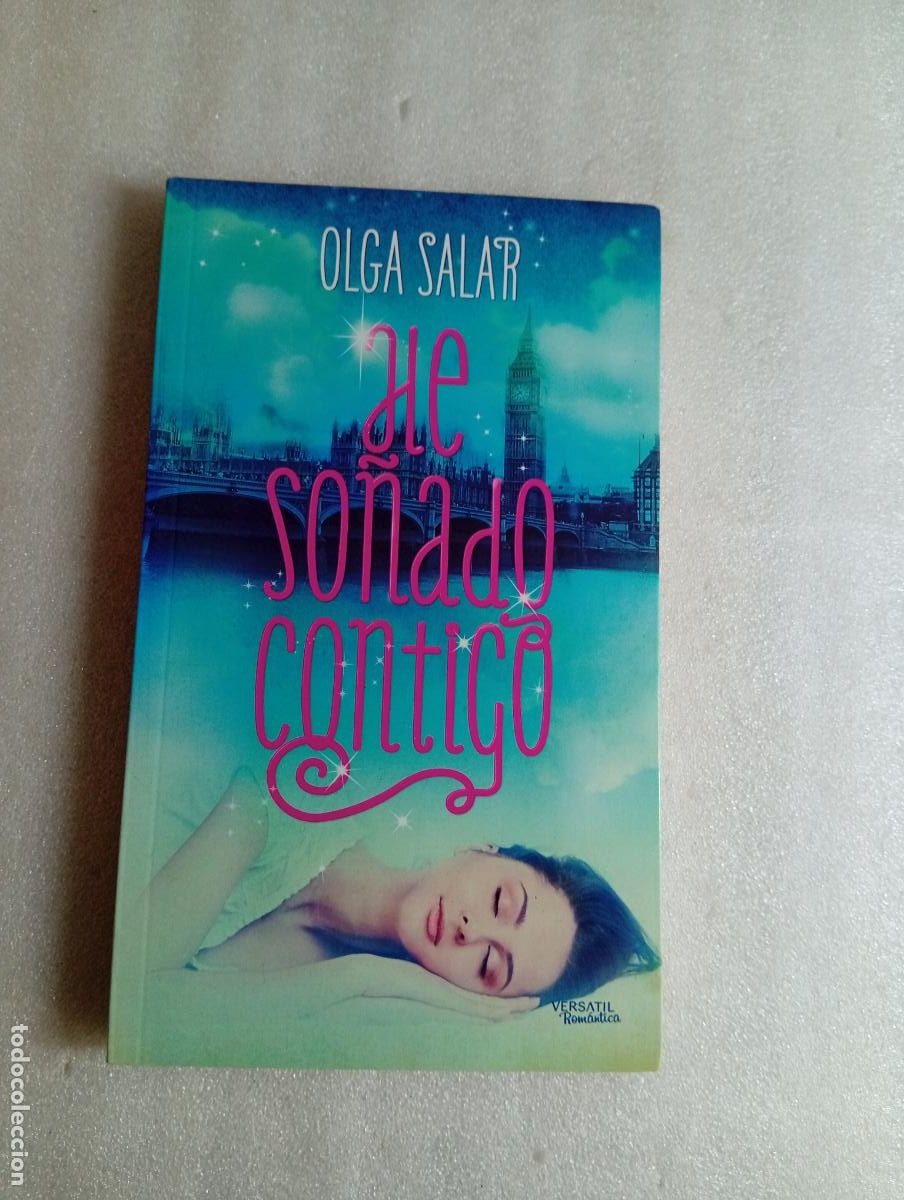 OLGA SALAR
He
soñado
contigo
VERSATIL
Romántica
todocoleccion